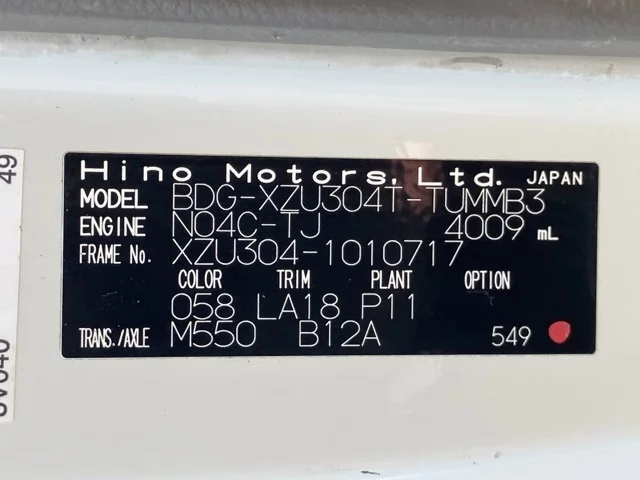 Hino Motors, Ltd. JAPAN
MODEL BDG-XZU304T-TUMMB3
ENGINE N04C-TJ 4009 mL
FRAME No. XZU304-1010717
COLOR TRIM PLANT OPTION
058 LA18 P11
TRANS./AXLE M550 B12A 549
49